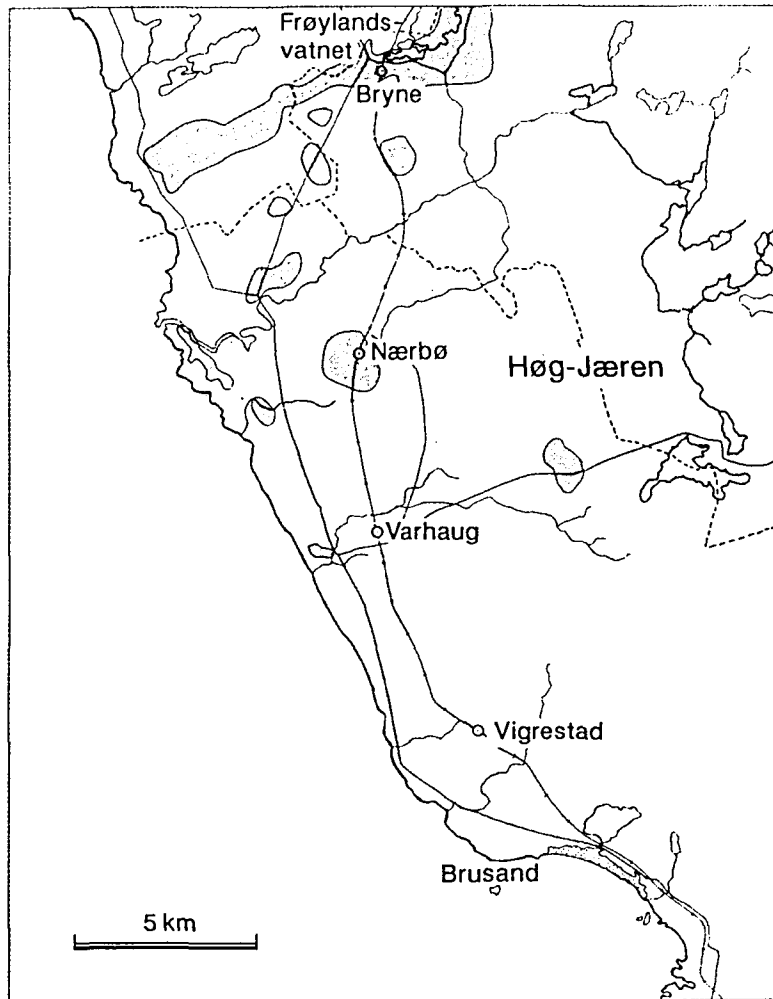 Frøylands-
vatnet
Bryne
Nærbø
Høg-Jæren
Varhaug
Vigrestad
Brusand
5 km